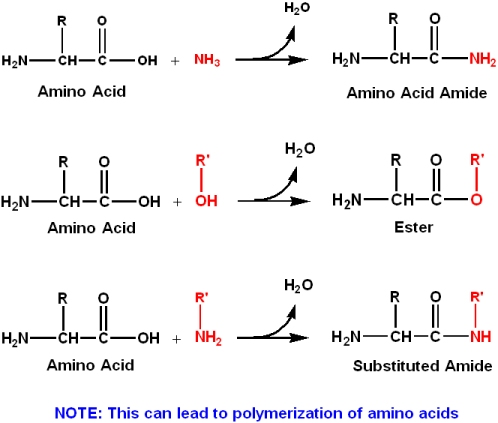 H₂O
R O
H₂N CH C OH + NH₃ H₂N CH C NH₂
Amino Acid Amino Acid Amide
H₂O
R O R' R O R'
H₂N CH C OH + OH H₂N CH C O
Amino Acid Ester
H₂O
R O R' R O R'
H₂N CH C OH + NH₂ H₂N CH C NH
Amino Acid Substituted Amide
NOTE: This can lead to polymerization of amino acids